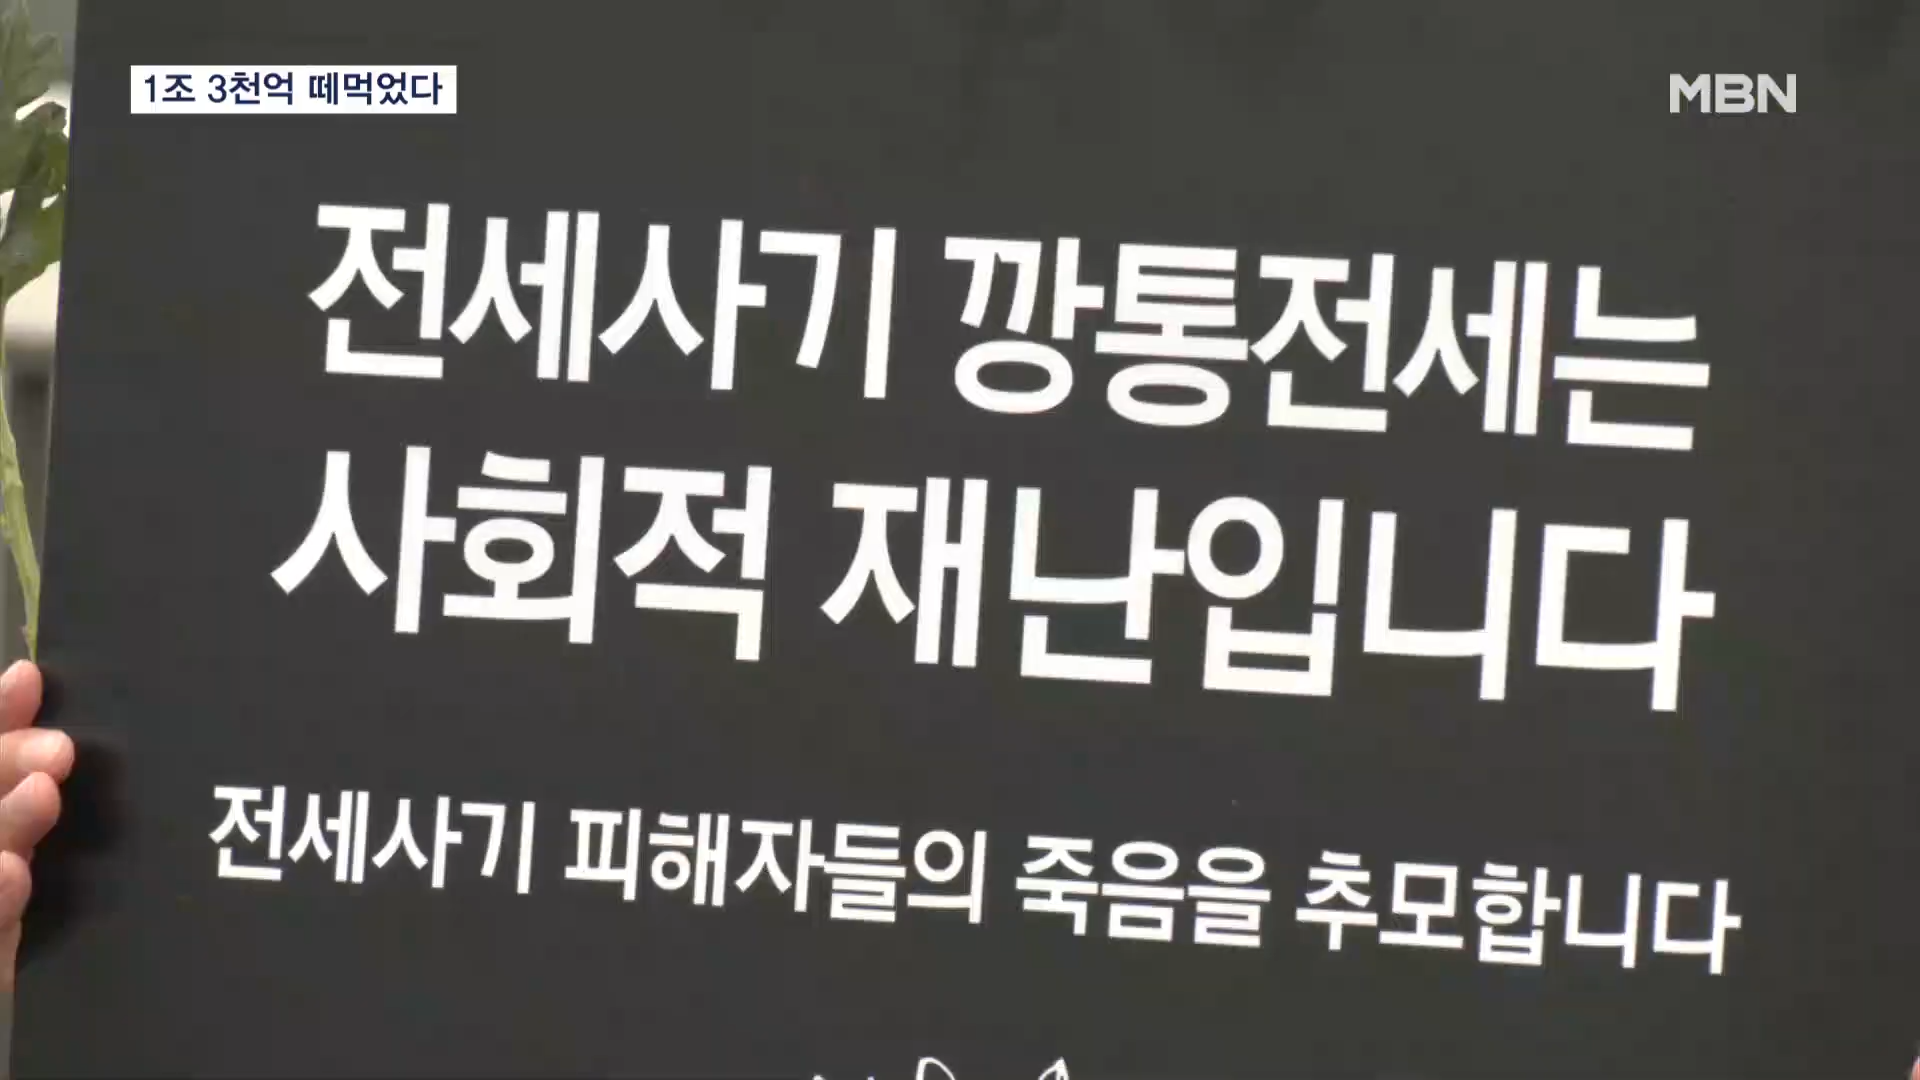 1조 3천억 떼먹었다
MBN
전세사기 깡통전세는
사회적 재난입니다
전세사기 피해자들의 죽음을 추모합니다